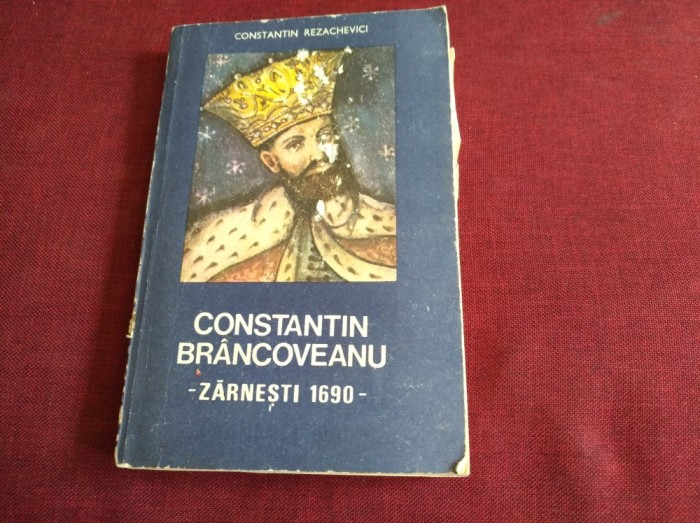 CONSTANTIN REZACHEVICI
CONSTANTIN
BRÂNCOVEANU
-ZĂRNEȘTI 1690-